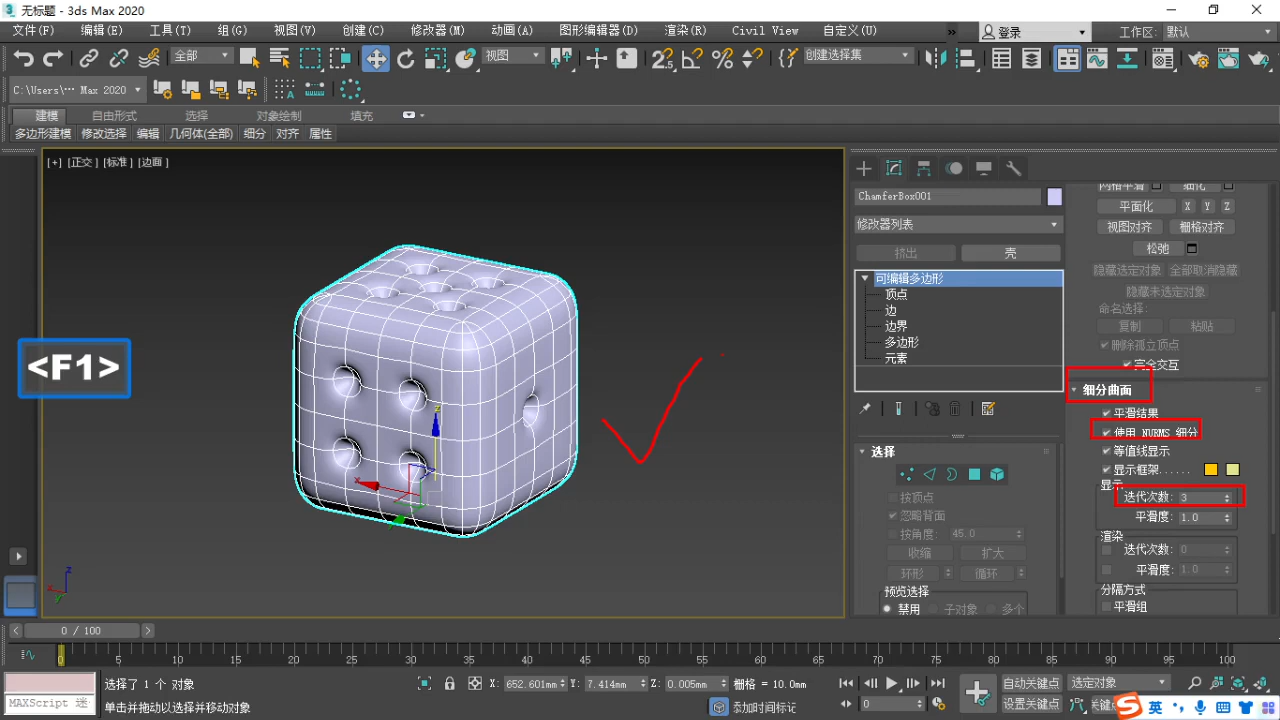 无标题 - 3ds Max 2020
文件(F) 编辑(E) 工具(T) 组(G) 视图(V) 创建(C) 修改器(M) 动画(A) 图形编辑器(D) 渲染(R) Civil View 自定义(U) » 登录 工作区: 默认
全部 视图 创建选择集
C:\Users\··· Max 2020
建模 自由形式 选择 对象绘制 填充
多边形建模 修改选择 编辑 几何体(全部) 细分 对齐 属性
[+] [正交] [标准] [边面]
<F1>
z
x
z
x
y
ChamferBox001
修改器列表
挤出 壳
可编辑多边形
顶点
边
边界
多边形
元素
选择
按顶点
忽略背面
按角度: 45.0
收缩 扩大
环形 循环
预览选择
禁用 子对象 多个
网格平滑 细化
平面化 X Y Z
视图对齐 栅格对齐
松弛
隐藏选定对象 全部取消隐藏
隐藏未选定对象
命名选择:
复制 粘贴
删除孤立顶点
完全交互
细分曲面
平滑结果
使用 NURMS 细分
等值线显示
显示框架......
显示
迭代次数: 3
平滑度: 1.0
渲染
迭代次数: 0
平滑度: 1.0
分隔方式
平滑组
0 / 100
0 5 10 15 20 25 30 35 40 45 50 55 60 65 70 75 80 85 90 95 100
选择了 1 个 对象 X: 652.601mm Y: 7.414mm Z: 0.005mm 栅格 = 10.0mm 自动关键点 选定对象
MAXScript 迷
单击并拖动以选择并移动对象 添加时间标记 0 设置关键点 关键点
英